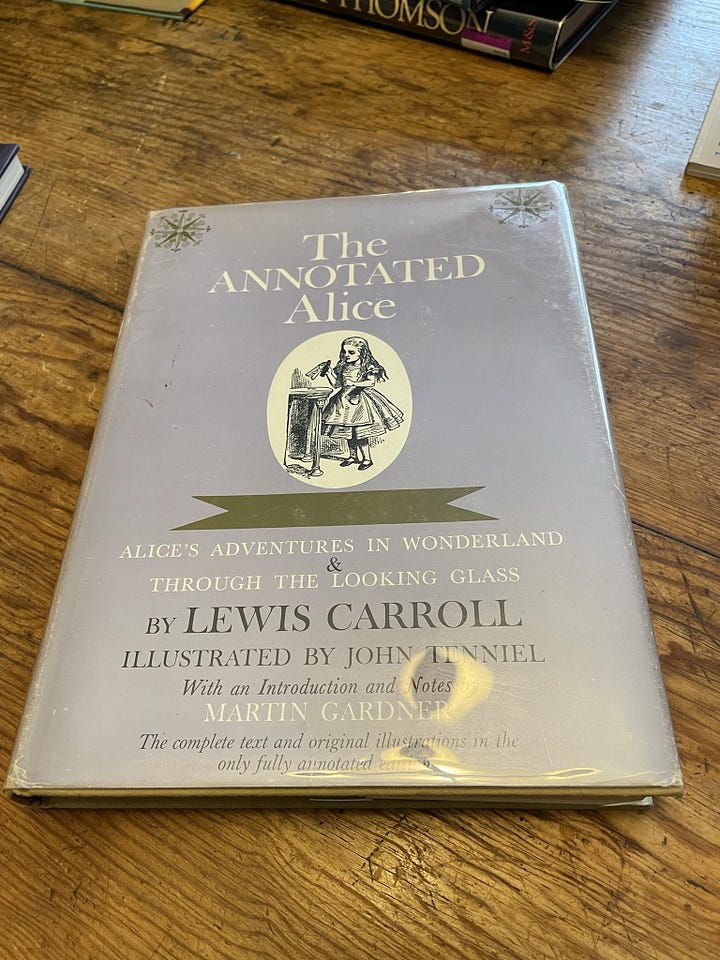 THOMSON
M&S
The
ANNOTATED
Alice
ALICE'S ADVENTURES IN WONDERLAND
&
THROUGH THE LOOKING GLASS
BY LEWIS CARROLL
ILLUSTRATED BY JOHN TENNIEL
With an Introduction and Notes by
MARTIN GARDNER
The complete text and original illustrations in the
only fully annotated edition